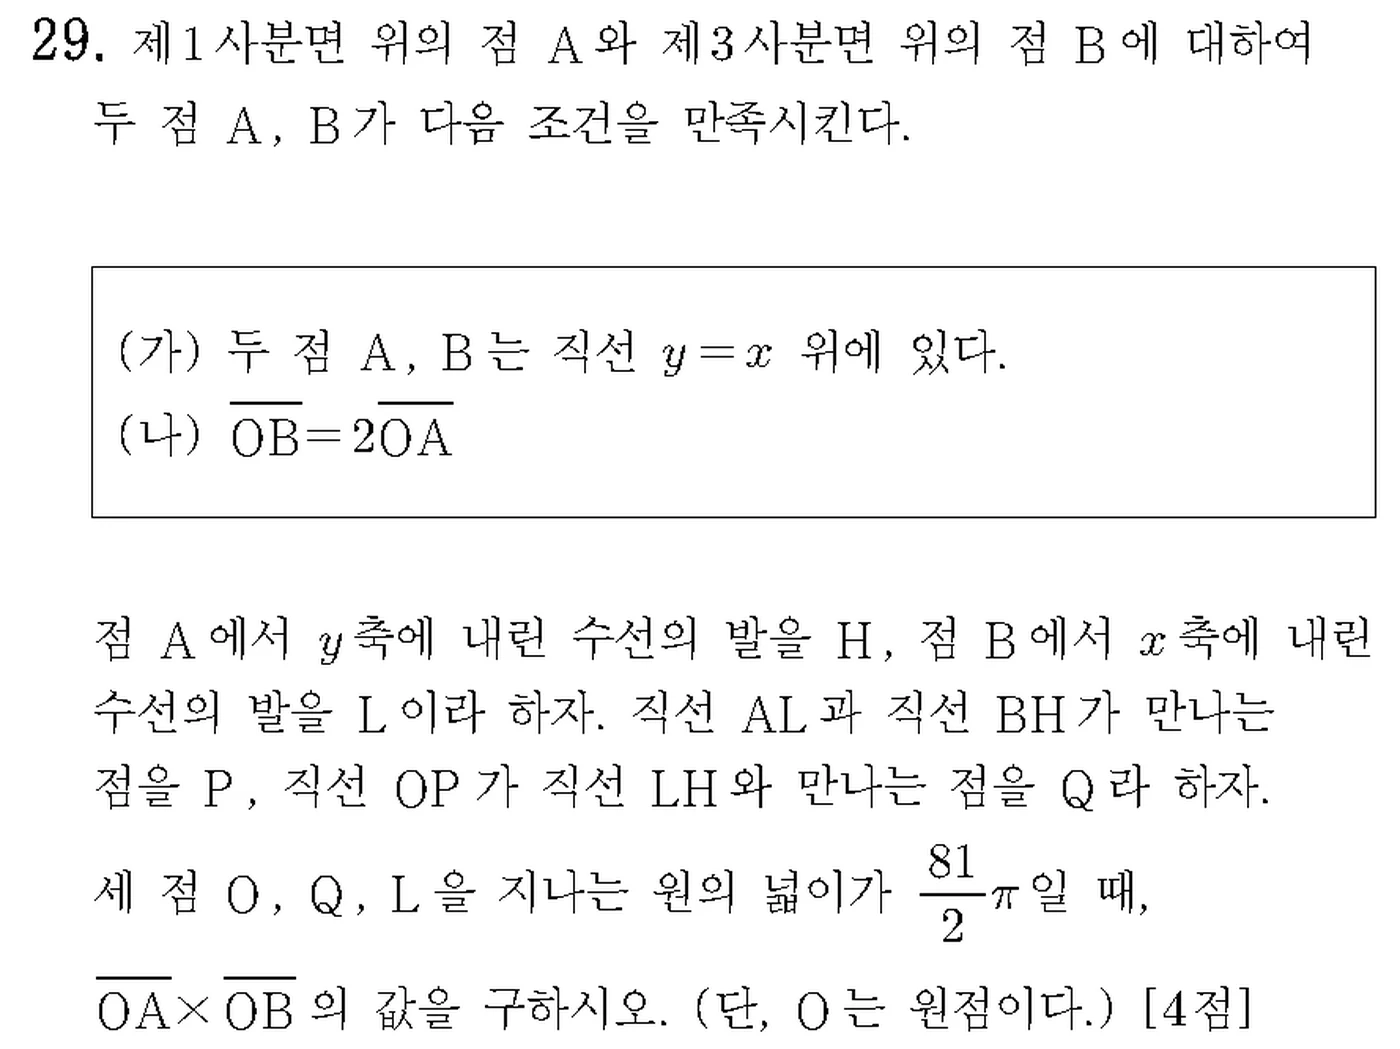 29. 제1사분면 위의 점 A와 제3사분면 위의 점 B에 대하여
두 점 A, B가 다음 조건을 만족시킨다.
(가) 두 점 A, B는 직선 y=x 위에 있다.
(나) \overline{OB}=2\overline{OA}
점 A에서 y축에 내린 수선의 발을 H, 점 B에서 x축에 내린
수선의 발을 L이라 하자. 직선 AL과 직선 BH가 만나는
점을 P, 직선 OP가 직선 LH와 만나는 점을 Q라 하자.
세 점 O, Q, L을 지나는 원의 넓이가 \frac{81}{2}π일 때,
\overline{OA}×\overline{OB}의 값을 구하시오. (단, O는 원점이다.) [4점]